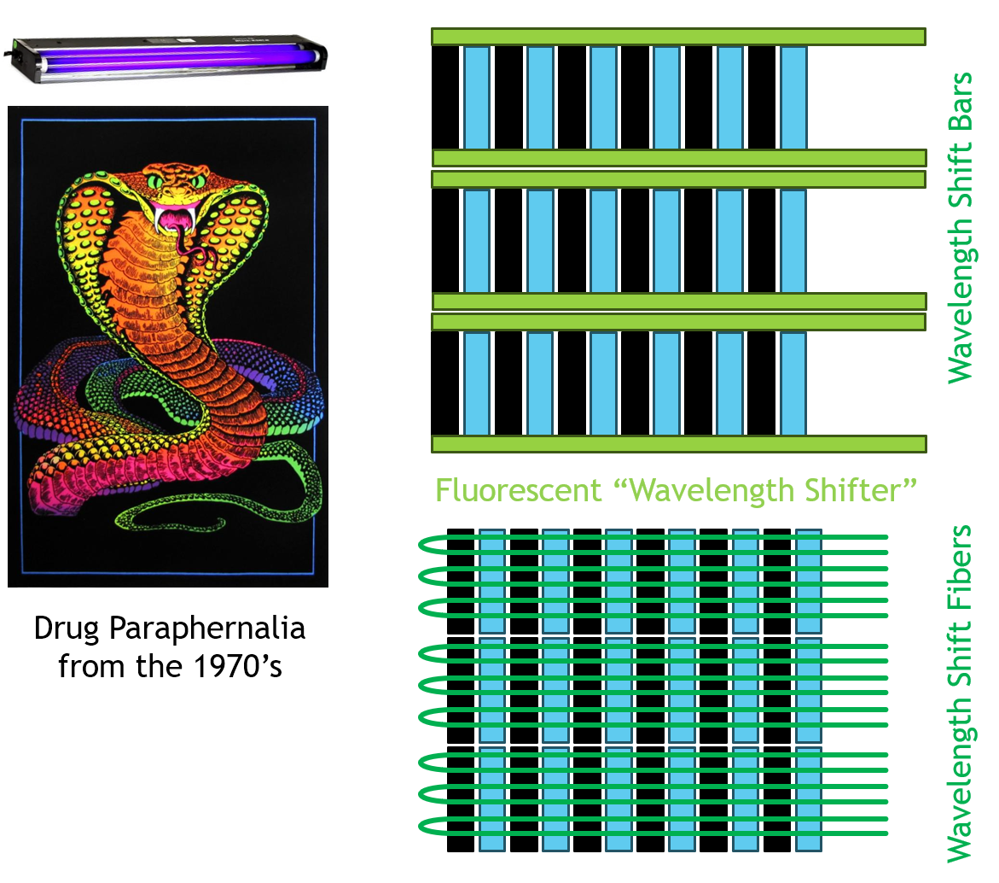 Drug Paraphernalia
from the 1970’s
Wavelength Shift Bars
Fluorescent “Wavelength Shifter”
Wavelength Shift Fibers